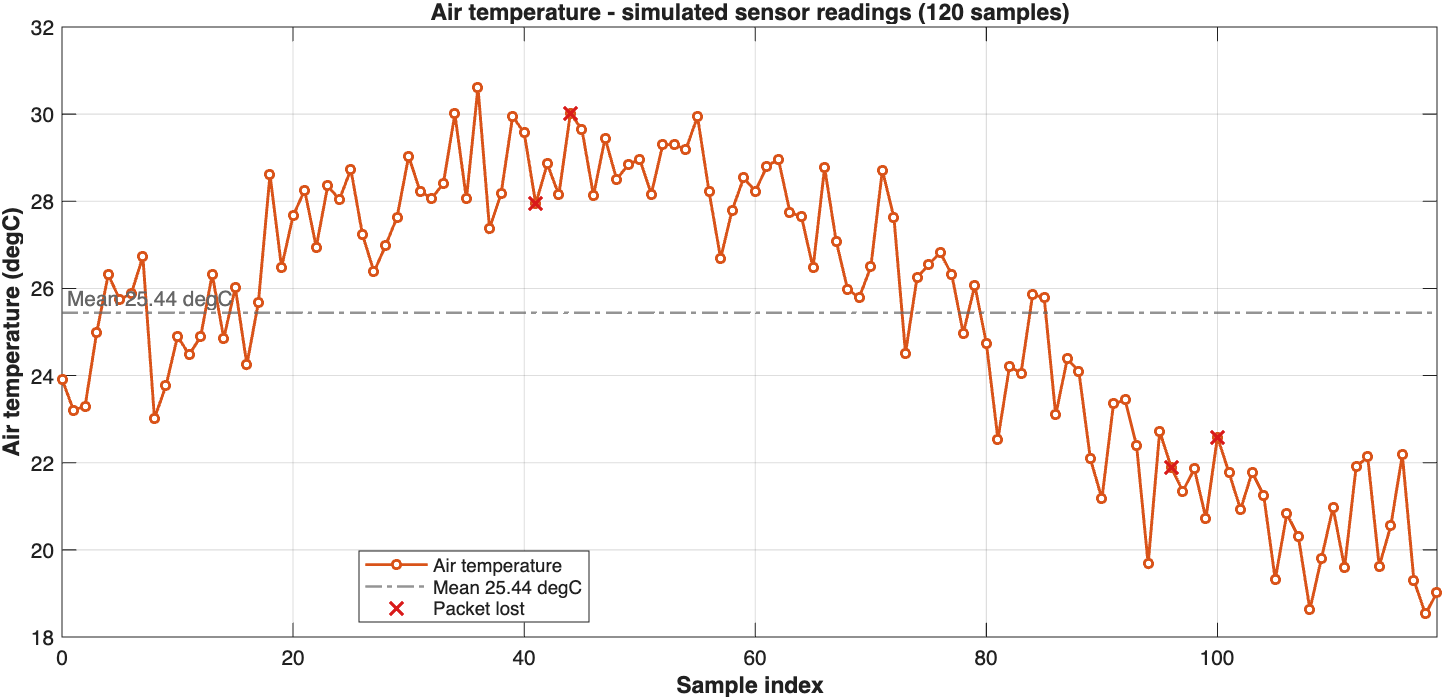 Air temperature - simulated sensor readings (120 samples)
Air temperature (degC)
32
30
28
26
24
22
20
18
Mean 25.44 degC
Air temperature
Mean 25.44 degC
Packet lost
0 20 40 60 80 100
Sample index